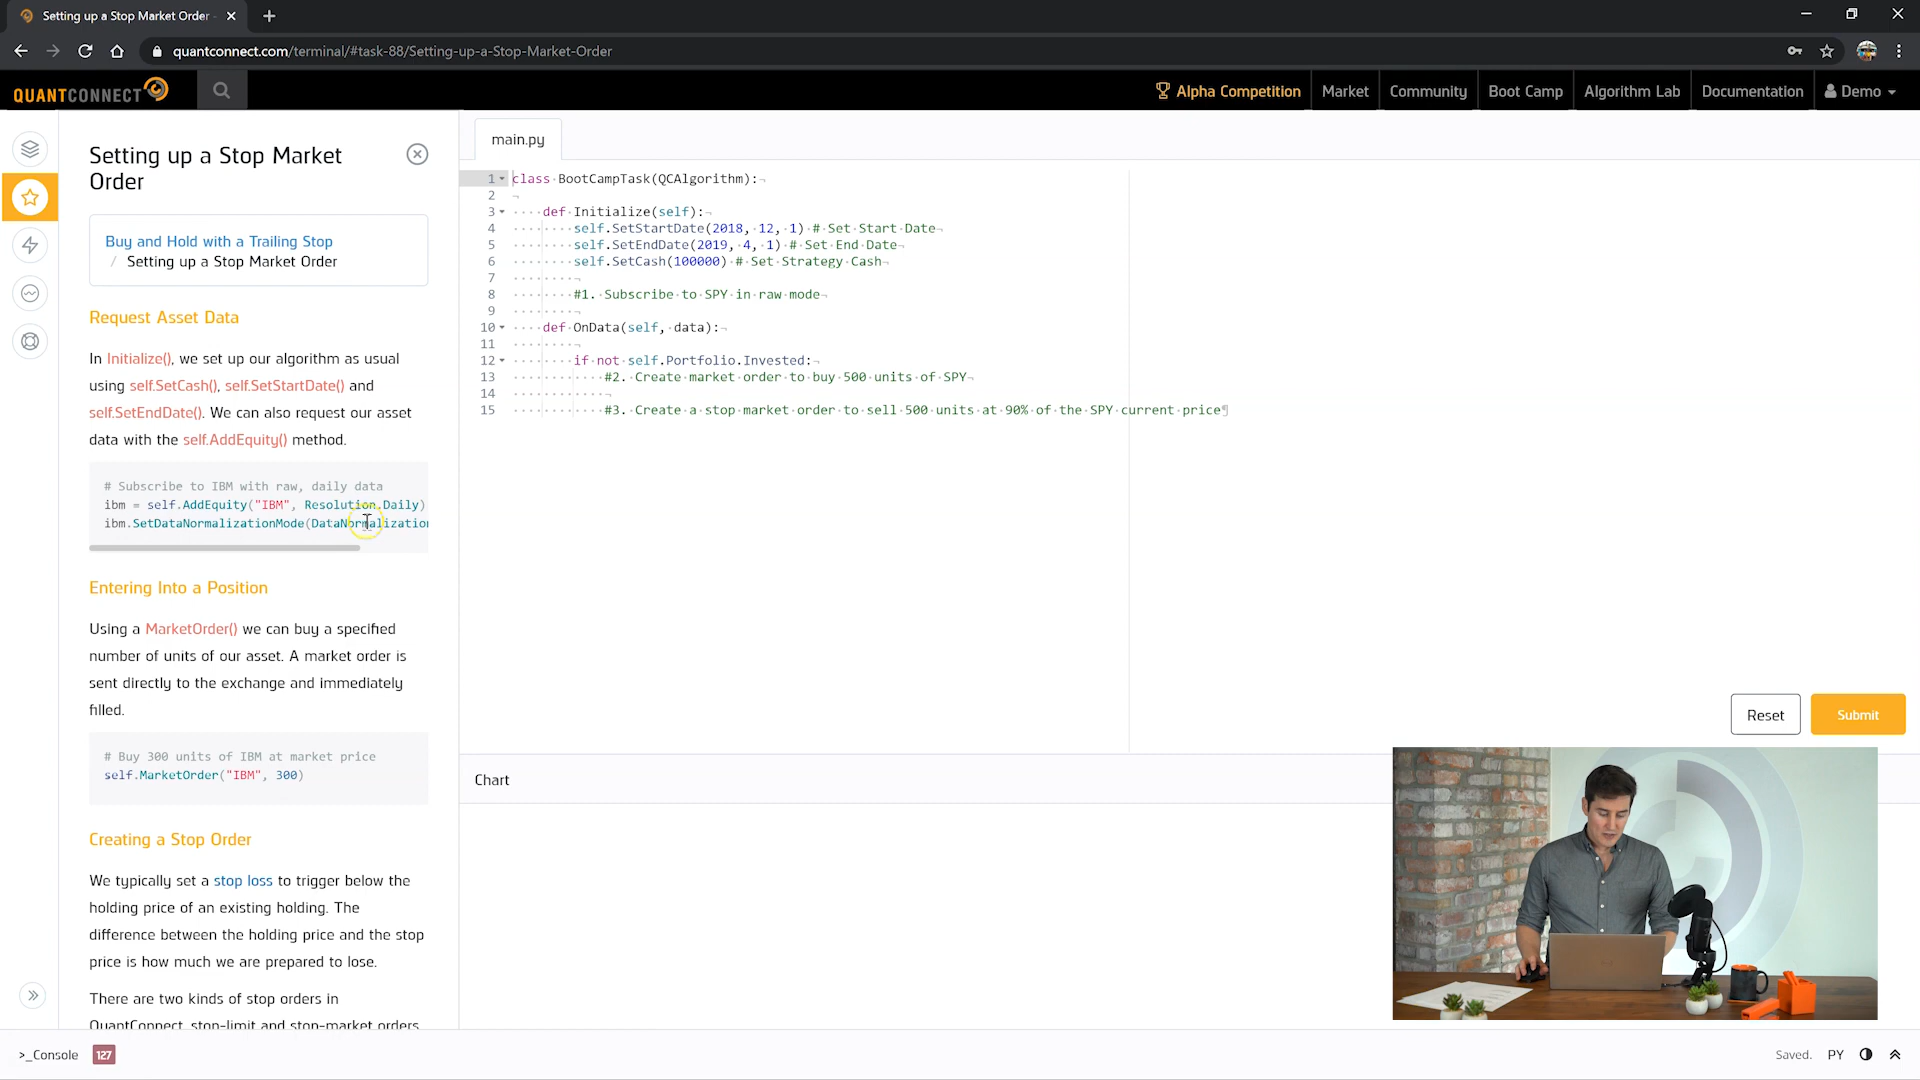 Setting up a Stop Market Order -
quantconnect.com/terminal/#task-88/Setting-up-a-Stop-Market-Order
QUANTCONNECT
Alpha Competition
Market
Community
Boot Camp
Algorithm Lab
Documentation
Demo
Setting up a Stop Market
Order
Buy and Hold with a Trailing Stop
/ Setting up a Stop Market Order
Request Asset Data
In Initialize(), we set up our algorithm as usual
using self.SetCash(), self.SetStartDate() and
self.SetEndDate(). We can also request our asset
data with the self.AddEquity() method.
# Subscribe to IBM with raw, daily data
ibm = self.AddEquity("IBM", Resolution.Daily)
ibm.SetDataNormalizationMode(DataNormalization
Entering Into a Position
Using a MarketOrder() we can buy a specified
number of units of our asset. A market order is
sent directly to the exchange and immediately
filled.
# Buy 300 units of IBM at market price
self.MarketOrder("IBM", 300)
Creating a Stop Order
We typically set a stop loss to trigger below the
holding price of an existing holding. The
difference between the holding price and the stop
price is how much we are prepared to lose.
There are two kinds of stop orders in
QuantConnect, stop-limit and stop-market orders
main.py
1 class BootCampTask(QCAlgorithm):
2
3 def Initialize(self):
4 self.SetStartDate(2018, 12, 1) # Set Start Date
5 self.SetEndDate(2019, 4, 1) # Set End Date
6 self.SetCash(100000) # Set Strategy Cash
7
8 #1. Subscribe to SPY in raw mode
9
10 def OnData(self, data):
11
12 if not self.Portfolio.Invested:
13 #2. Create market order to buy 500 units of SPY
14
15 #3. Create a stop market order to sell 500 units at 90% of the SPY current price
Reset
Submit
Chart
>_Console 127
Saved.
PY